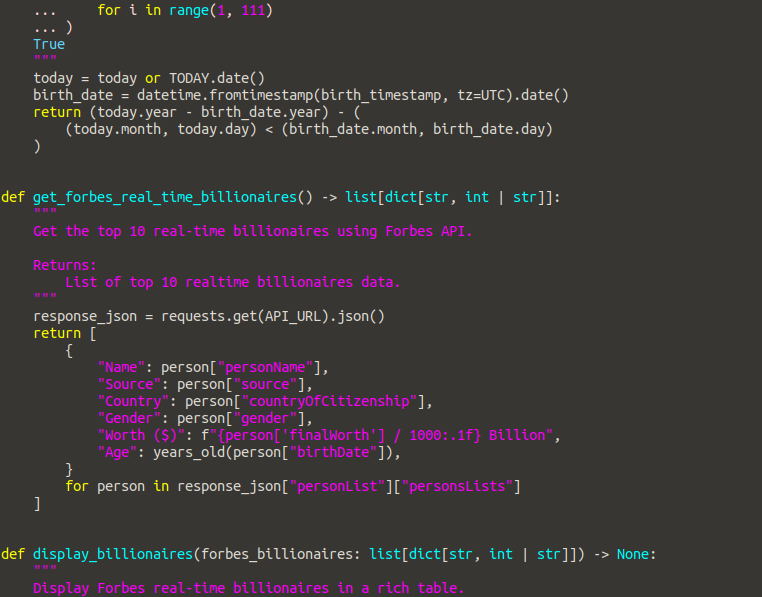 ...     for i in range(1, 111)
    ... )
    True
    """
    today = today or TODAY.date()
    birth_date = datetime.fromtimestamp(birth_timestamp, tz=UTC).date()
    return (today.year - birth_date.year) - (
        (today.month, today.day) < (birth_date.month, birth_date.day)
    )


def get_forbes_real_time_billionaires() -> list[dict[str, int | str]]:
    """
    Get the top 10 real-time billionaires using Forbes API.

    Returns:
        List of top 10 realtime billionaires data.
    """
    response_json = requests.get(API_URL).json()
    return [
        {
            "Name": person["personName"],
            "Source": person["source"],
            "Country": person["countryOfCitizenship"],
            "Gender": person["gender"],
            "Worth ($)": f"{person['finalWorth'] / 1000:.1f} Billion",
            "Age": years_old(person["birthDate"]),
        }
        for person in response_json["personList"]["personsLists"]
    ]


def display_billionaires(forbes_billionaires: list[dict[str, int | str]]) -> None:
    """
    Display Forbes real-time billionaires in a rich table.